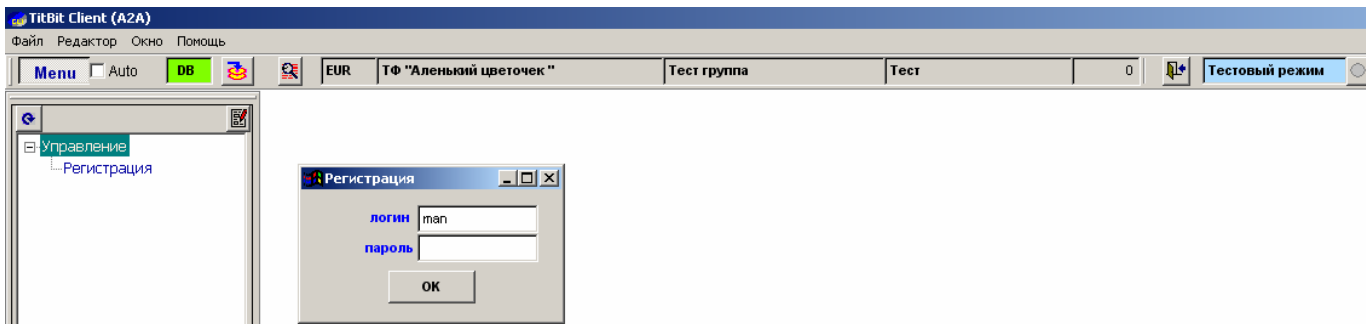 TitBit Client (A2A)
Файл Редактор Окно Помощь
Menu Auto DB EUR ТФ "Аленький цветочек " Тест группа Тест 0 Тестовый режим
Управление
Регистрация
Регистрация
логин man
пароль
OK